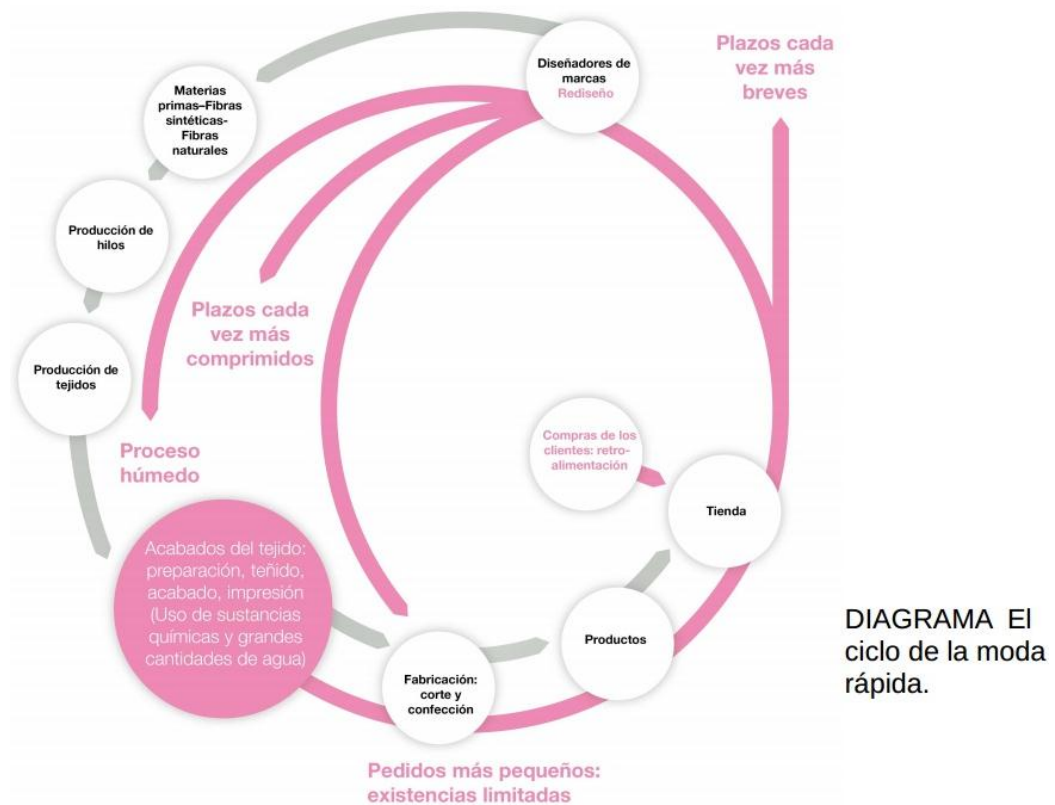 Diseñadores de
marcas
Rediseño
Plazos cada
vez más
breves
Materias
primas–Fibras
sintéticas-
Fibras
naturales
Producción de
hilos
Plazos cada
vez más
comprimidos
Producción de
tejidos
Proceso
húmedo
Compras de los
clientes: retro-
alimentación
Tienda
Acabados del tejido:
preparación, teñido,
acabado, impresión
(Uso de sustancias
químicas y grandes
cantidades de agua)
Productos
Fabricación:
corte y
confección
Pedidos más pequeños:
existencias limitadas
DIAGRAMA El
ciclo de la moda
rápida.